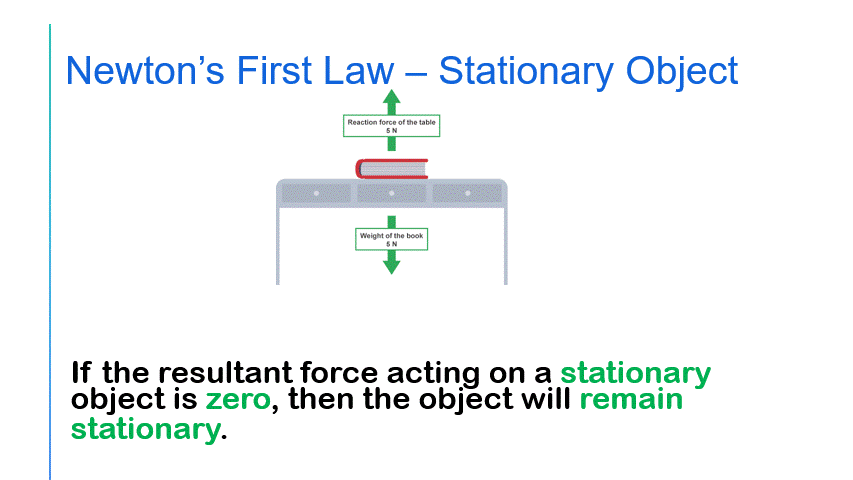 Newton’s First Law – Stationary Object
Reaction force of the table
5 N
Weight of the book
5 N
If the resultant force acting on a stationary
object is zero, then the object will remain
stationary.